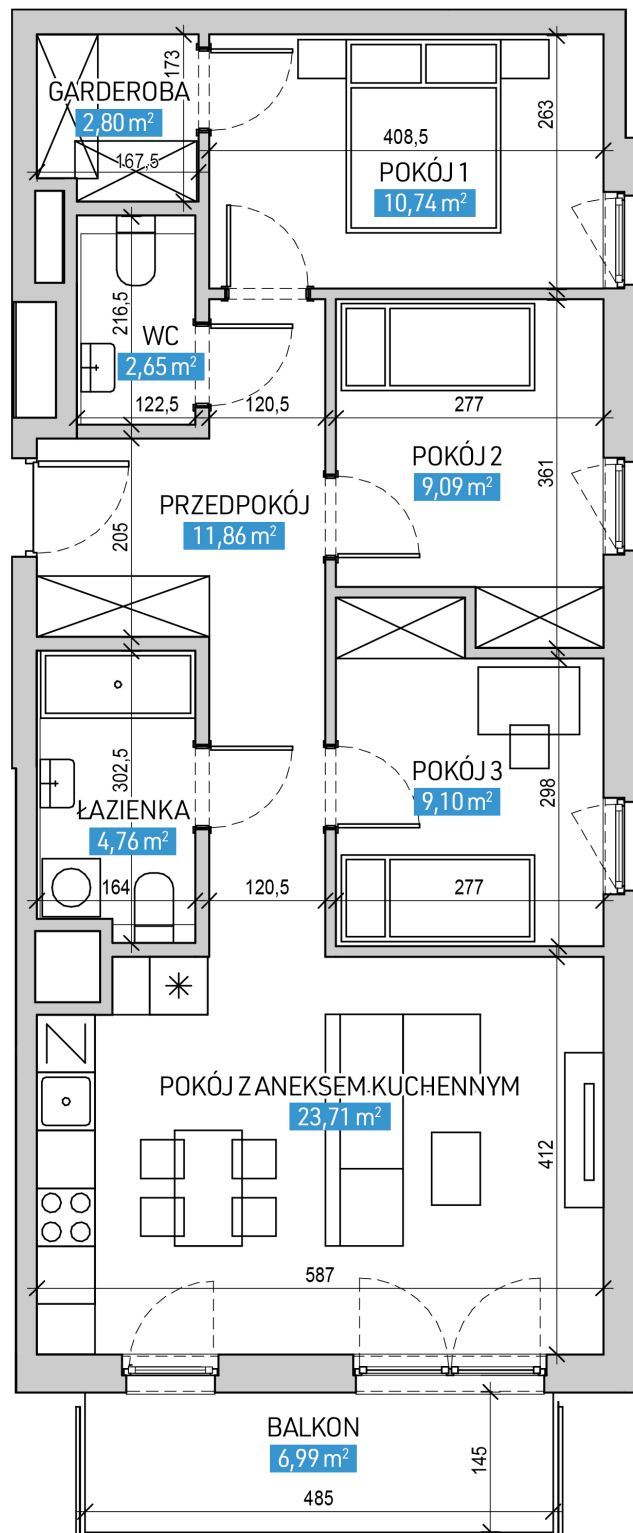 173
GARDEROBA
2,80 m²
167,5
263
408,5
POKÓJ 1
10,74 m²
216,5
WC
2,65 m²
122,5
120,5
277
POKÓJ 2
9,09 m²
361
PRZEDPOKÓJ
11,86 m²
205
302,5
ŁAZIENKA
4,76 m²
164
120,5
POKÓJ 3
9,10 m²
298
277
POKÓJ Z ANEKSEM KUCHENNYM
23,71 m²
412
587
BALKON
6,99 m²
145
485